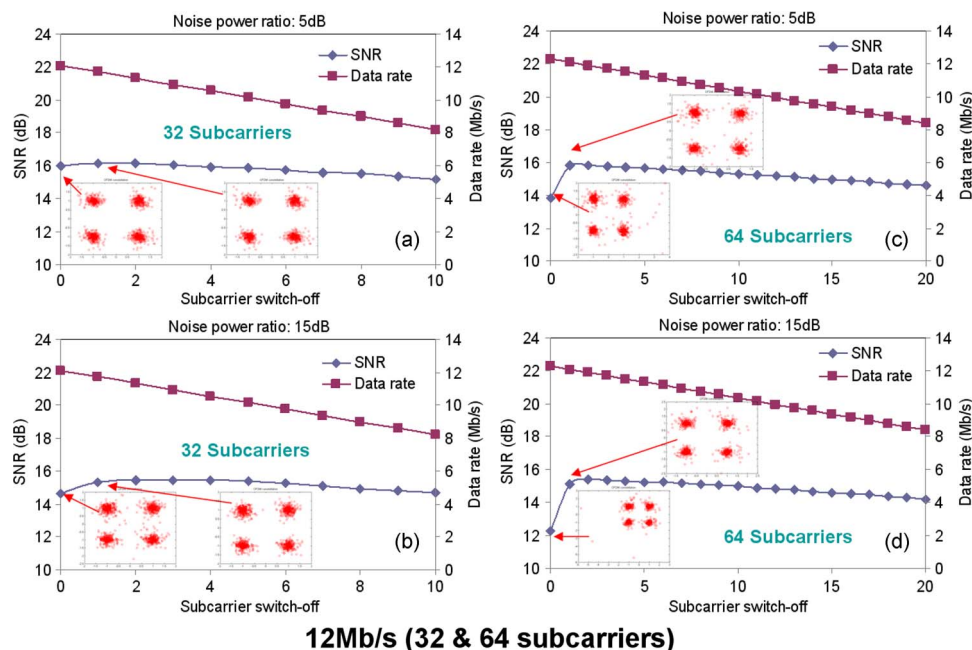 Noise power ratio: 5dB
24
22
20
18
16
14
12
10
SNR (dB)
14
12
10
8
6
4
2
0
Data rate (Mb/s)
SNR
Data rate
32 Subcarriers
(a)
0 2 4 6 8 10
Subcarrier switch-off
Noise power ratio: 5dB
24
22
20
18
16
14
12
10
SNR (dB)
14
12
10
8
6
4
2
0
Data rate (Mb/s)
SNR
Data rate
64 Subcarriers
(c)
0 5 10 15 20
Subcarrier switch-off
Noise power ratio: 15dB
24
22
20
18
16
14
12
10
SNR (dB)
14
12
10
8
6
4
2
0
Data rate (Mb/s)
SNR
Data rate
32 Subcarriers
(b)
0 2 4 6 8 10
Subcarrier switch-off
Noise power ratio: 15dB
24
22
20
18
16
14
12
10
SNR (dB)
14
12
10
8
6
4
2
0
Data rate (Mb/s)
SNR
Data rate
64 Subcarriers
(d)
0 5 10 15 20
Subcarrier switch-off
12Mb/s (32 & 64 subcarriers)